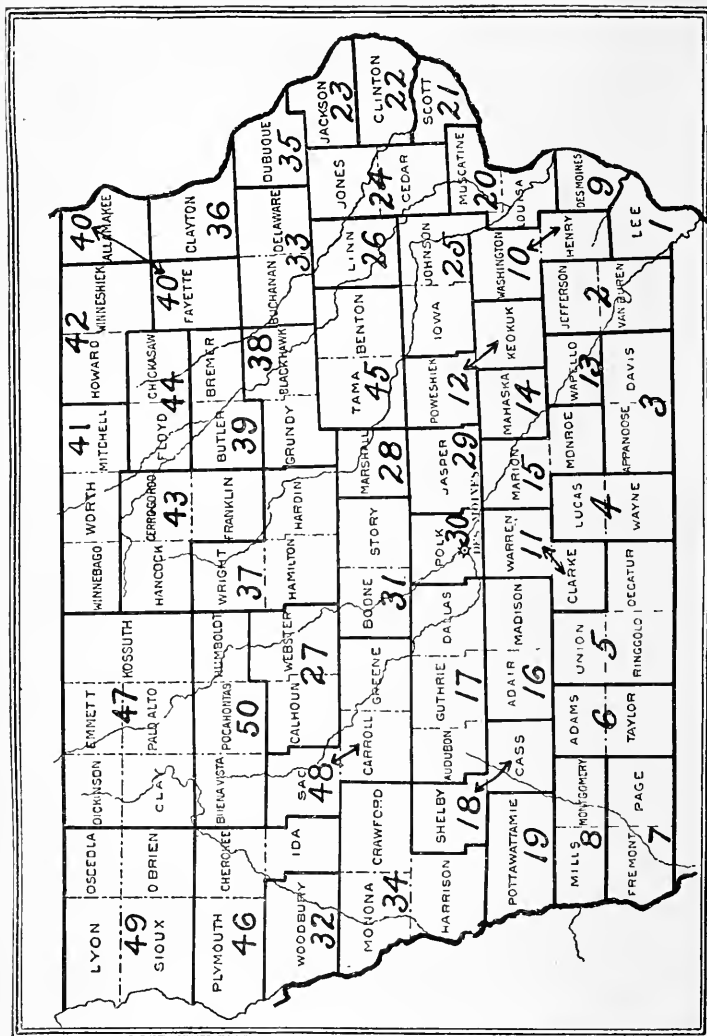 LYON
OSCEOLA
DICKINSON
EMMETT
WINNEBAGO
WORTH
41
MITCHELL
HOWARD
42
WINNESHIEK
40
ALLAMAKEE
49
SIOUX
O'BRIEN
CLAY
47
PALO ALTO
KOSSUTH
HANCOCK
CERRO GORDO
43
FLOYD
44
CHICKASAW
40
FAYETTE
CLAYTON
36
PLYMOUTH
46
CHEROKEE
BUENA VISTA
POCAHONTAS
50
HUMBOLDT
WRIGHT
37
FRANKLIN
BUTLER
39
BREMER
WOODBURY
32
IDA
SAC
48
CALHOUN
27
WEBSTER
HAMILTON
HARDIN
GRUNDY
BLACKHAWK
38
BUCHANAN
DELAWARE
33
DUBUQUE
35
MONONA
34
CRAWFORD
CARROLL
GREENE
BOONE
31
STORY
MARSHALL
28
TAMA
45
BENTON
LINN
26
JONES
24
CEDAR
JACKSON
23
CLINTON
22
HARRISON
SHELBY
18
AUDUBON
GUTHRIE
17
DALLAS
POLK
30
DES MOINES
JASPER
29
POWESHIEK
12
IOWA
JOHNSON
25
MUSCATINE
20
SCOTT
21
POTTAWATTAMIE
19
CASS
ADAIR
16
MADISON
WARREN
11
MARION
15
MAHASKA
14
KEOKUK
WASHINGTON
10
LOUISA
MILLS
8
MONTGOMERY
ADAMS
6
UNION
5
CLARKE
LUCAS
4
MONROE
WAPELLO
13
JEFFERSON
2
HENRY
DESMOINES
9
FREMONT
7
PAGE
TAYLOR
RINGGOLD
DECATUR
WAYNE
APPANOOSE
3
DAVIS
VAN BUREN
LEE
1